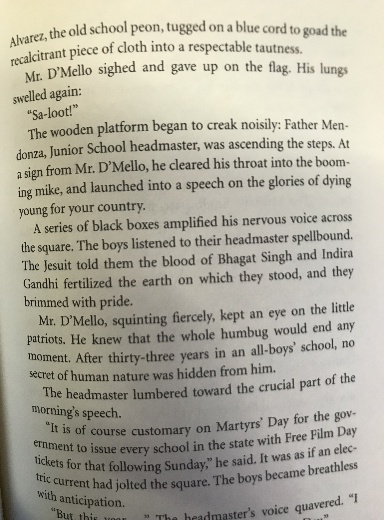 Alvarez, the old school peon, tugged on a blue cord to goad the
recalcitrant piece of cloth into a respectable tautness.
Mr. D'Mello sighed and gave up on the flag. His lungs
swelled again:
"Sa-loot!"
The wooden platform began to creak noisily: Father Men-
donza, Junior School headmaster, was ascending the steps. At
a sign from Mr. D'Mello, he cleared his throat into the boom-
ing mike, and launched into a speech on the glories of dying
young for your country.
A series of black boxes amplified his nervous voice across
the square. The boys listened to their headmaster spellbound.
The Jesuit told them the blood of Bhagat Singh and Indira
Gandhi fertilized the earth on which they stood, and they
brimmed with pride.
Mr. D'Mello, squinting fiercely, kept an eye on the little
patriots. He knew that the whole humbug would end any
moment. After thirty-three years in an all-boys' school, no
secret of human nature was hidden from him.
The headmaster lumbered toward the crucial part of the
morning's speech.
"It is of course customary on Martyrs' Day for the gov-
ernment to issue every school in the state with Free Film Day
tickets for that following Sunday," he said. It was as if an elec-
tric current had jolted the square. The boys became breathless
with anticipation.
"But this year . . ." The headmaster's voice quavered. "I